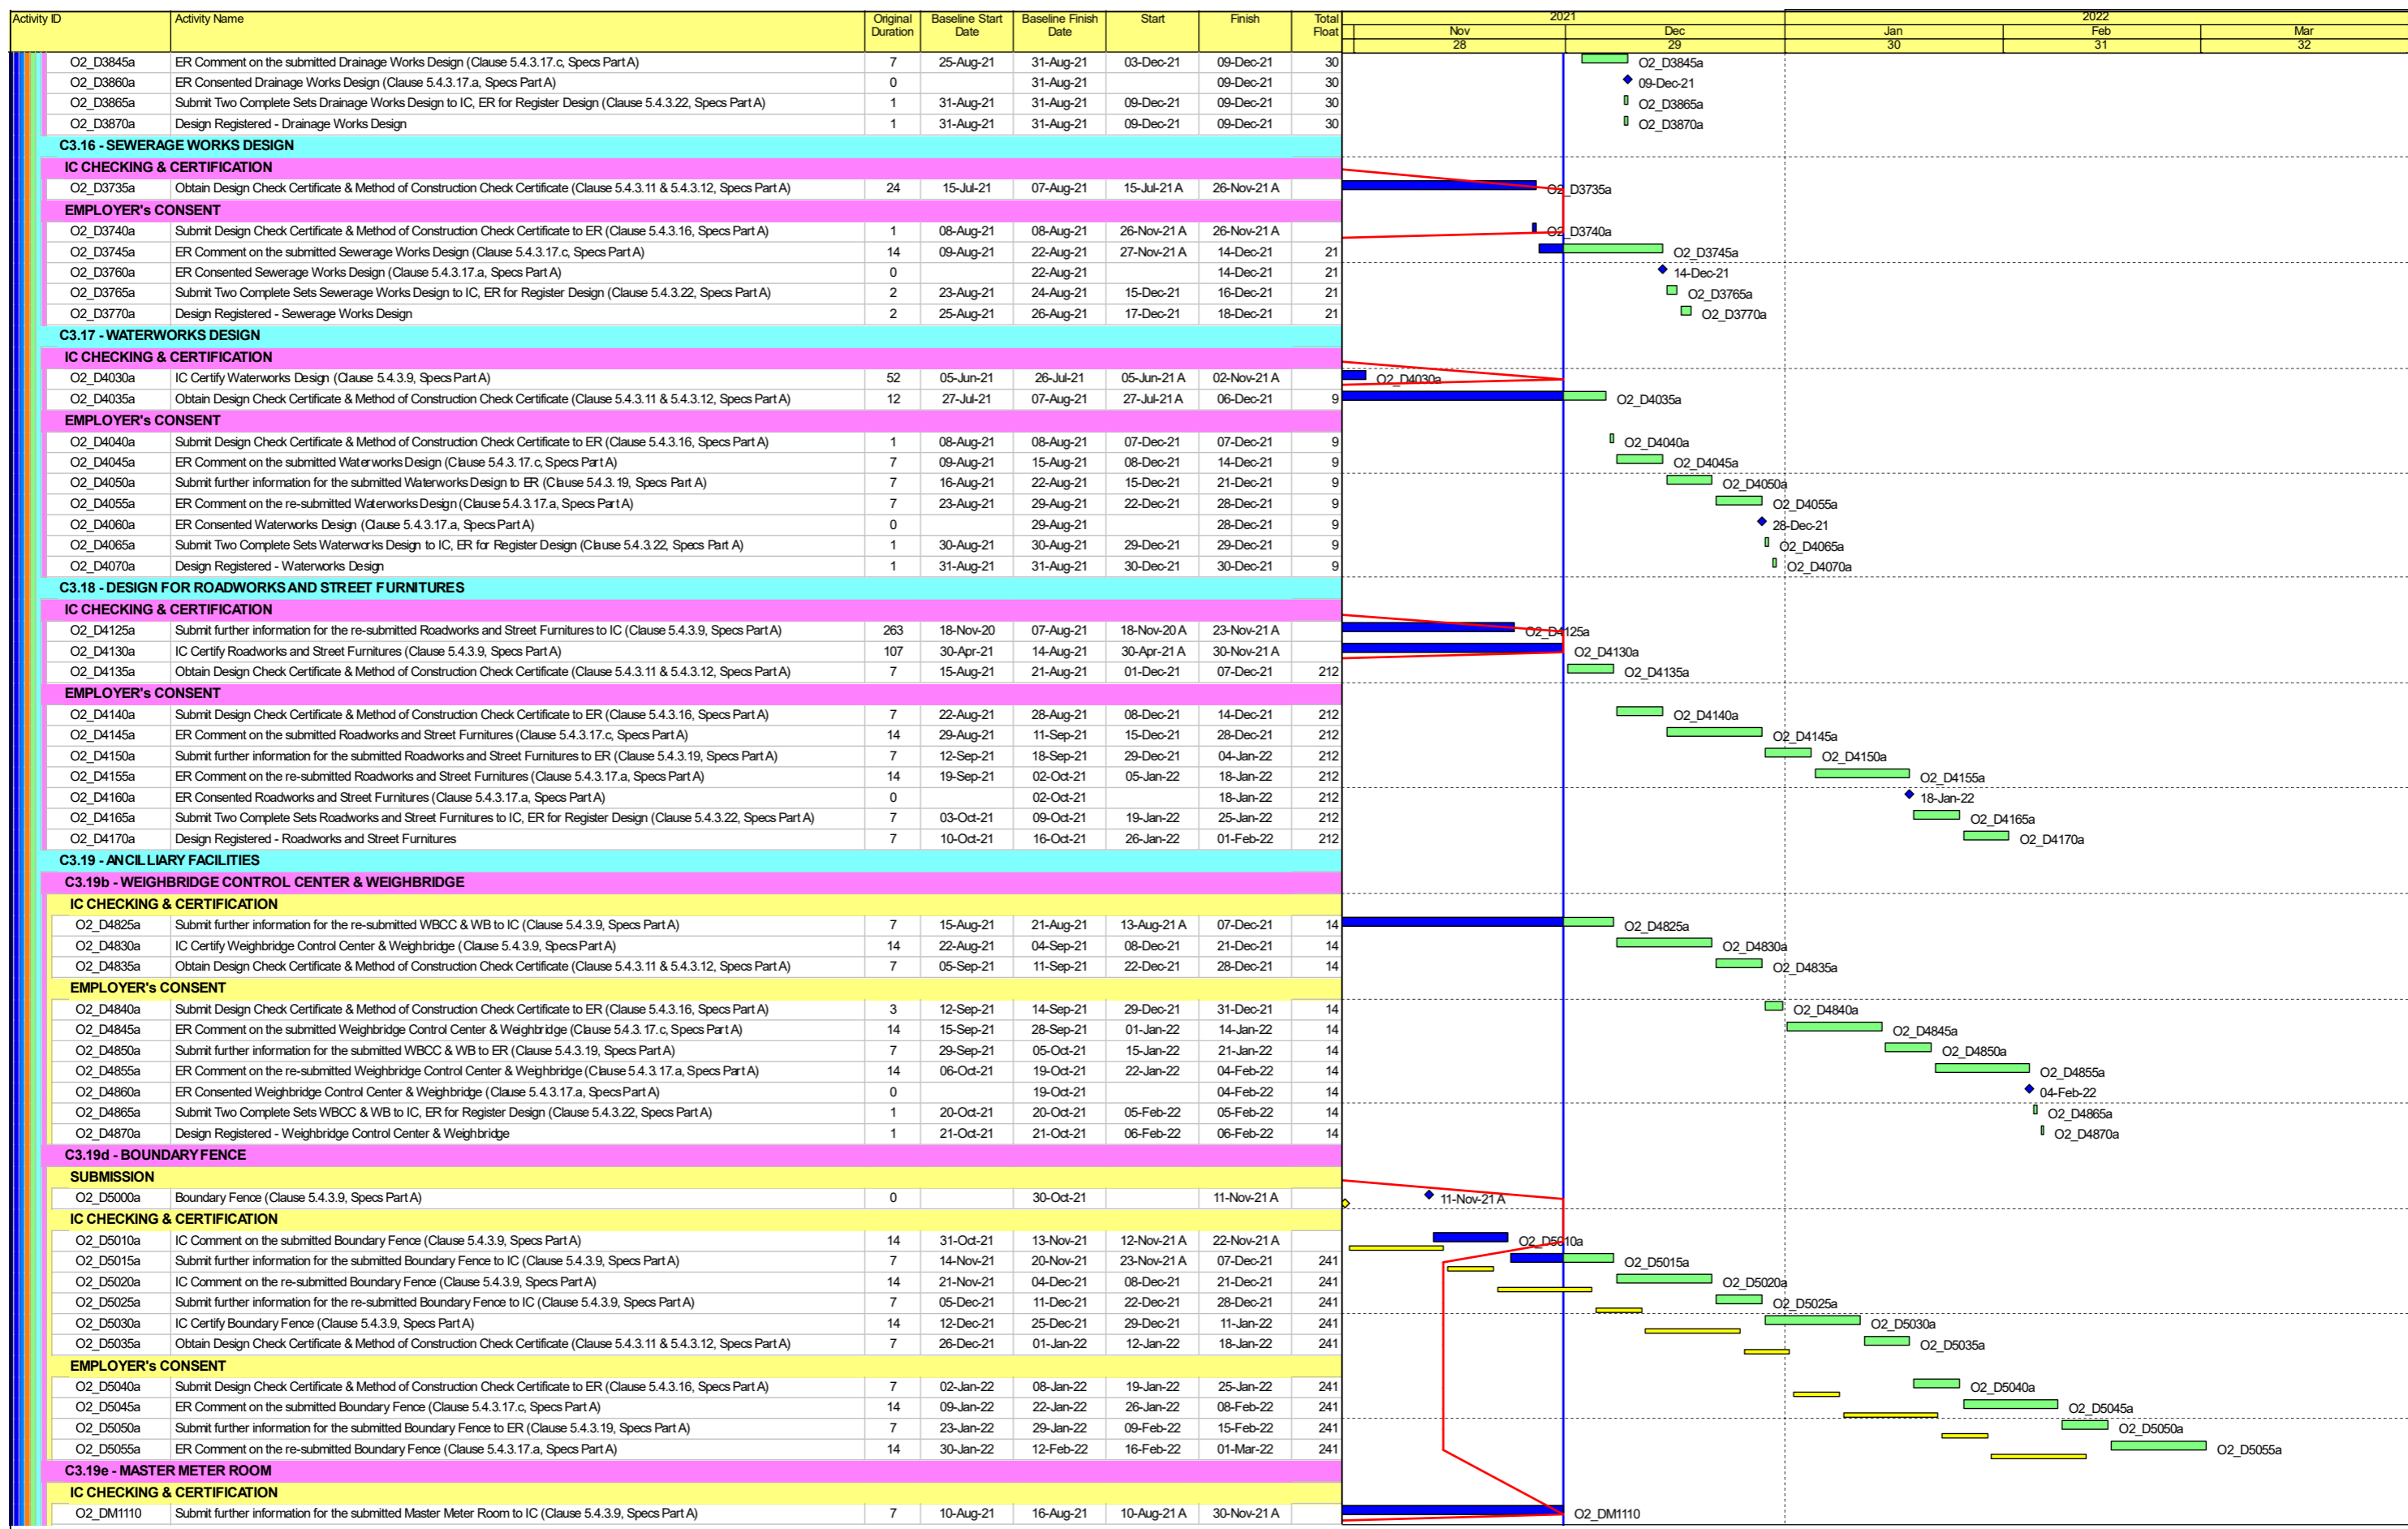 Activity ID Activity Name Original Duration Baseline Start Date Baseline Finish Date Start Finish Total Float 2021 2022
Nov Dec Jan Feb Mar
28 29 30 31 32
O2_D3845a ER Comment on the submitted Drainage Works Design (Clause 5.4.3.17.c, Specs Part A) 7 25-Aug-21 31-Aug-21 03-Dec-21 09-Dec-21 30 O2_D3845a
O2_D3860a ER Consented Drainage Works Design (Clause 5.4.3.17.a, Specs Part A) 0 31-Aug-21 09-Dec-21 30 09-Dec-21
O2_D3865a Submit Two Complete Sets Drainage Works Design to IC, ER for Register Design (Clause 5.4.3.22, Specs Part A) 1 31-Aug-21 31-Aug-21 09-Dec-21 09-Dec-21 30 O2_D3865a
O2_D3870a Design Registered - Drainage Works Design 1 31-Aug-21 31-Aug-21 09-Dec-21 09-Dec-21 30 O2_D3870a
C3.16 - SEWERAGE WORKS DESIGN
IC CHECKING & CERTIFICATION
O2_D3735a Obtain Design Check Certificate & Method of Construction Check Certificate (Clause 5.4.3.11 & 5.4.3.12, Specs Part A) 24 15-Jul-21 07-Aug-21 15-Jul-21 A 26-Nov-21 A O2_D3735a
EMPLOYER's CONSENT
O2_D3740a Submit Design Check Certificate & Method of Construction Check Certificate to ER (Clause 5.4.3.16, Specs Part A) 1 08-Aug-21 08-Aug-21 26-Nov-21 A 26-Nov-21 A O2_D3740a
O2_D3745a ER Comment on the submitted Sewerage Works Design (Clause 5.4.3.17.c, Specs Part A) 14 09-Aug-21 22-Aug-21 27-Nov-21 A 14-Dec-21 21 O2_D3745a
O2_D3760a ER Consented Sewerage Works Design (Clause 5.4.3.17.a, Specs Part A) 0 22-Aug-21 14-Dec-21 21 14-Dec-21
O2_D3765a Submit Two Complete Sets Sewerage Works Design to IC, ER for Register Design (Clause 5.4.3.22, Specs Part A) 2 23-Aug-21 24-Aug-21 15-Dec-21 16-Dec-21 21 O2_D3765a
O2_D3770a Design Registered - Sewerage Works Design 2 25-Aug-21 26-Aug-21 17-Dec-21 18-Dec-21 21 O2_D3770a
C3.17 - WATERWORKS DESIGN
IC CHECKING & CERTIFICATION
O2_D4030a IC Certify Waterworks Design (Clause 5.4.3.9, Specs Part A) 52 05-Jun-21 26-Jul-21 05-Jun-21 A 02-Nov-21 A O2_D4030a
O2_D4035a Obtain Design Check Certificate & Method of Construction Check Certificate (Clause 5.4.3.11 & 5.4.3.12, Specs Part A) 12 27-Jul-21 07-Aug-21 27-Jul-21 A 06-Dec-21 9 O2_D4035a
EMPLOYER's CONSENT
O2_D4040a Submit Design Check Certificate & Method of Construction Check Certificate to ER (Clause 5.4.3.16, Specs Part A) 1 08-Aug-21 08-Aug-21 07-Dec-21 07-Dec-21 9 O2_D4040a
O2_D4045a ER Comment on the submitted Waterworks Design (Clause 5.4.3.17.c, Specs Part A) 7 09-Aug-21 15-Aug-21 08-Dec-21 14-Dec-21 9 O2_D4045a
O2_D4050a Submit further information for the submitted Waterworks Design to ER (Clause 5.4.3.19, Specs Part A) 7 16-Aug-21 22-Aug-21 15-Dec-21 21-Dec-21 9 O2_D4050a
O2_D4055a ER Comment on the re-submitted Waterworks Design (Clause 5.4.3.17.a, Specs Part A) 7 23-Aug-21 29-Aug-21 22-Dec-21 28-Dec-21 9 O2_D4055a
O2_D4060a ER Consented Waterworks Design (Clause 5.4.3.17.a, Specs Part A) 0 29-Aug-21 28-Dec-21 9 28-Dec-21
O2_D4065a Submit Two Complete Sets Waterworks Design to IC, ER for Register Design (Clause 5.4.3.22, Specs Part A) 1 30-Aug-21 30-Aug-21 29-Dec-21 29-Dec-21 9 O2_D4065a
O2_D4070a Design Registered - Waterworks Design 1 31-Aug-21 31-Aug-21 30-Dec-21 30-Dec-21 9 O2_D4070a
C3.18 - DESIGN FOR ROADWORKS AND STREET FURNITURES
IC CHECKING & CERTIFICATION
O2_D4125a Submit further information for the re-submitted Roadworks and Street Furnitures to IC (Clause 5.4.3.9, Specs Part A) 263 18-Nov-20 07-Aug-21 18-Nov-20 A 23-Nov-21 A O2_D4125a
O2_D4130a IC Certify Roadworks and Street Furnitures (Clause 5.4.3.9, Specs Part A) 107 30-Apr-21 14-Aug-21 30-Apr-21 A 30-Nov-21 A O2_D4130a
O2_D4135a Obtain Design Check Certificate & Method of Construction Check Certificate (Clause 5.4.3.11 & 5.4.3.12, Specs Part A) 7 15-Aug-21 21-Aug-21 01-Dec-21 07-Dec-21 212 O2_D4135a
EMPLOYER's CONSENT
O2_D4140a Submit Design Check Certificate & Method of Construction Check Certificate to ER (Clause 5.4.3.16, Specs Part A) 7 22-Aug-21 28-Aug-21 08-Dec-21 14-Dec-21 212 O2_D4140a
O2_D4145a ER Comment on the submitted Roadworks and Street Furnitures (Clause 5.4.3.17.c, Specs Part A) 14 29-Aug-21 11-Sep-21 15-Dec-21 28-Dec-21 212 O2_D4145a
O2_D4150a Submit further information for the submitted Roadworks and Street Furnitures to ER (Clause 5.4.3.19, Specs Part A) 7 12-Sep-21 18-Sep-21 29-Dec-21 04-Jan-22 212 O2_D4150a
O2_D4155a ER Comment on the re-submitted Roadworks and Street Furnitures (Clause 5.4.3.17.a, Specs Part A) 14 19-Sep-21 02-Oct-21 05-Jan-22 18-Jan-22 212 O2_D4155a
O2_D4160a ER Consented Roadworks and Street Furnitures (Clause 5.4.3.17.a, Specs Part A) 0 02-Oct-21 18-Jan-22 212 18-Jan-22
O2_D4165a Submit Two Complete Sets Roadworks and Street Furnitures to IC, ER for Register Design (Clause 5.4.3.22, Specs Part A) 7 03-Oct-21 09-Oct-21 19-Jan-22 25-Jan-22 212 O2_D4165a
O2_D4170a Design Registered - Roadworks and Street Furnitures 7 10-Oct-21 16-Oct-21 26-Jan-22 01-Feb-22 212 O2_D4170a
C3.19 - ANCILLIARY FACILITIES
C3.19b - WEIGHBRIDGE CONTROL CENTER & WEIGHBRIDGE
IC CHECKING & CERTIFICATION
O2_D4825a Submit further information for the re-submitted WBCC & WB to IC (Clause 5.4.3.9, Specs Part A) 7 15-Aug-21 21-Aug-21 13-Aug-21 A 07-Dec-21 14 O2_D4825a
O2_D4830a IC Certify Weighbridge Control Center & Weighbridge (Clause 5.4.3.9, Specs Part A) 14 22-Aug-21 04-Sep-21 08-Dec-21 21-Dec-21 14 O2_D4830a
O2_D4835a Obtain Design Check Certificate & Method of Construction Check Certificate (Clause 5.4.3.11 & 5.4.3.12, Specs Part A) 7 05-Sep-21 11-Sep-21 22-Dec-21 28-Dec-21 14 O2_D4835a
EMPLOYER's CONSENT
O2_D4840a Submit Design Check Certificate & Method of Construction Check Certificate to ER (Clause 5.4.3.16, Specs Part A) 3 12-Sep-21 14-Sep-21 29-Dec-21 31-Dec-21 14 O2_D4840a
O2_D4845a ER Comment on the submitted Weighbridge Control Center & Weighbridge (Clause 5.4.3.17.c, Specs Part A) 14 15-Sep-21 28-Sep-21 01-Jan-22 14-Jan-22 14 O2_D4845a
O2_D4850a Submit further information for the submitted WBCC & WB to ER (Clause 5.4.3.19, Specs Part A) 7 29-Sep-21 05-Oct-21 15-Jan-22 21-Jan-22 14 O2_D4850a
O2_D4855a ER Comment on the re-submitted Weighbridge Control Center & Weighbridge (Clause 5.4.3.17.a, Specs Part A) 14 06-Oct-21 19-Oct-21 22-Jan-22 04-Feb-22 14 O2_D4855a
O2_D4860a ER Consented Weighbridge Control Center & Weighbridge (Clause 5.4.3.17.a, Specs Part A) 0 19-Oct-21 04-Feb-22 14 04-Feb-22
O2_D4865a Submit Two Complete Sets WBCC & WB to IC, ER for Register Design (Clause 5.4.3.22, Specs Part A) 1 20-Oct-21 20-Oct-21 05-Feb-22 05-Feb-22 14 O2_D4865a
O2_D4870a Design Registered - Weighbridge Control Center & Weighbridge 1 21-Oct-21 21-Oct-21 06-Feb-22 06-Feb-22 14 O2_D4870a
C3.19d - BOUNDARY FENCE
SUBMISSION
O2_D5000a Boundary Fence (Clause 5.4.3.9, Specs Part A) 0 30-Oct-21 11-Nov-21 A 11-Nov-21 A
IC CHECKING & CERTIFICATION
O2_D5010a IC Comment on the submitted Boundary Fence (Clause 5.4.3.9, Specs Part A) 14 31-Oct-21 13-Nov-21 12-Nov-21 A 22-Nov-21 A O2_D5010a
O2_D5015a Submit further information for the submitted Boundary Fence to IC (Clause 5.4.3.9, Specs Part A) 7 14-Nov-21 20-Nov-21 23-Nov-21 A 07-Dec-21 241 O2_D5015a
O2_D5020a IC Comment on the re-submitted Boundary Fence (Clause 5.4.3.9, Specs Part A) 14 21-Nov-21 04-Dec-21 08-Dec-21 21-Dec-21 241 O2_D5020a
O2_D5025a Submit further information for the re-submitted Boundary Fence to IC (Clause 5.4.3.9, Specs Part A) 7 05-Dec-21 11-Dec-21 22-Dec-21 28-Dec-21 241 O2_D5025a
O2_D5030a IC Certify Boundary Fence (Clause 5.4.3.9, Specs Part A) 14 12-Dec-21 25-Dec-21 29-Dec-21 11-Jan-22 241 O2_D5030a
O2_D5035a Obtain Design Check Certificate & Method of Construction Check Certificate (Clause 5.4.3.11 & 5.4.3.12, Specs Part A) 7 26-Dec-21 01-Jan-22 12-Jan-22 18-Jan-22 241 O2_D5035a
EMPLOYER's CONSENT
O2_D5040a Submit Design Check Certificate & Method of Construction Check Certificate to ER (Clause 5.4.3.16, Specs Part A) 7 02-Jan-22 08-Jan-22 19-Jan-22 25-Jan-22 241 O2_D5040a
O2_D5045a ER Comment on the submitted Boundary Fence (Clause 5.4.3.17.c, Specs Part A) 14 09-Jan-22 22-Jan-22 26-Jan-22 08-Feb-22 241 O2_D5045a
O2_D5050a Submit further information for the submitted Boundary Fence to ER (Clause 5.4.3.19, Specs Part A) 7 23-Jan-22 29-Jan-22 09-Feb-22 15-Feb-22 241 O2_D5050a
O2_D5055a ER Comment on the re-submitted Boundary Fence (Clause 5.4.3.17.a, Specs Part A) 14 30-Jan-22 12-Feb-22 16-Feb-22 01-Mar-22 241 O2_D5055a
C3.19e - MASTER METER ROOM
IC CHECKING & CERTIFICATION
O2_DM1110 Submit further information for the submitted Master Meter Room to IC (Clause 5.4.3.9, Specs Part A) 7 10-Aug-21 16-Aug-21 10-Aug-21 A 30-Nov-21 A O2_DM1110